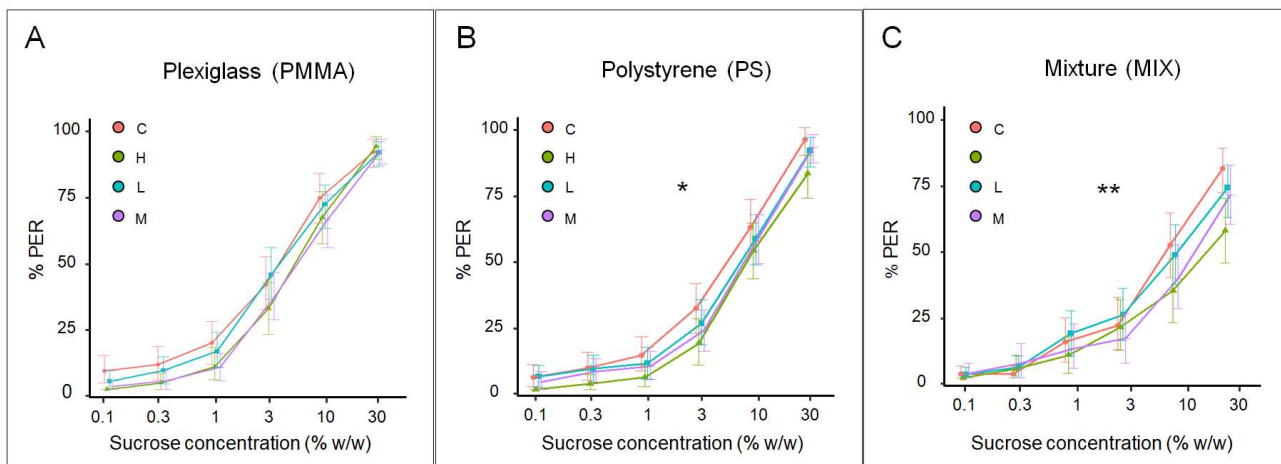 A
Plexiglass (PMMA)
100
75
50
25
0
% PER
C
H
L
M
0.1 0.3 1 3 10 30
Sucrose concentration (% w/w)
B
Polystyrene (PS)
100
75
50
25
0
% PER
C
H
L
M
*
0.1 0.3 1 3 10 30
Sucrose concentration (% w/w)
C
Mixture (MIX)
100
75
50
25
0
% PER
C
L
M
**
0.1 0.3 1 3 10 30
Sucrose concentration (% w/w)